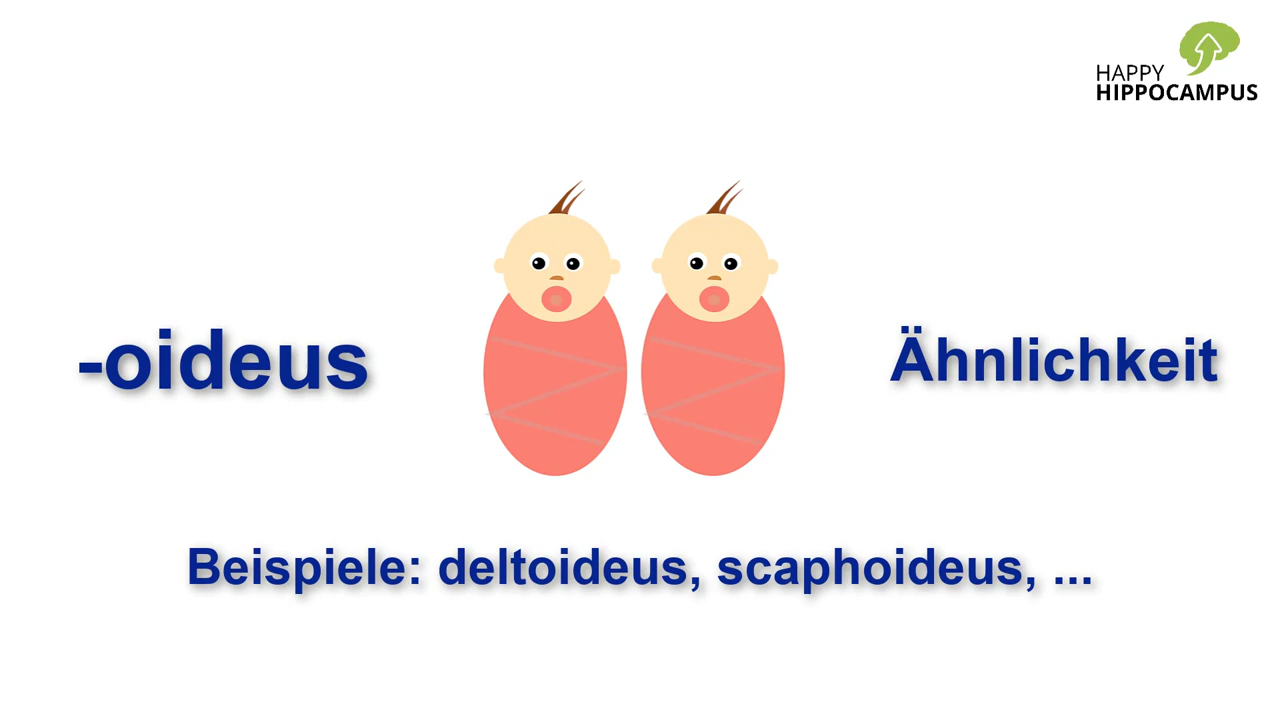 HAPPY
HIPPOCAMPUS
-oideus
Ähnlichkeit
Beispiele: deltoideus, scaphoideus, ...